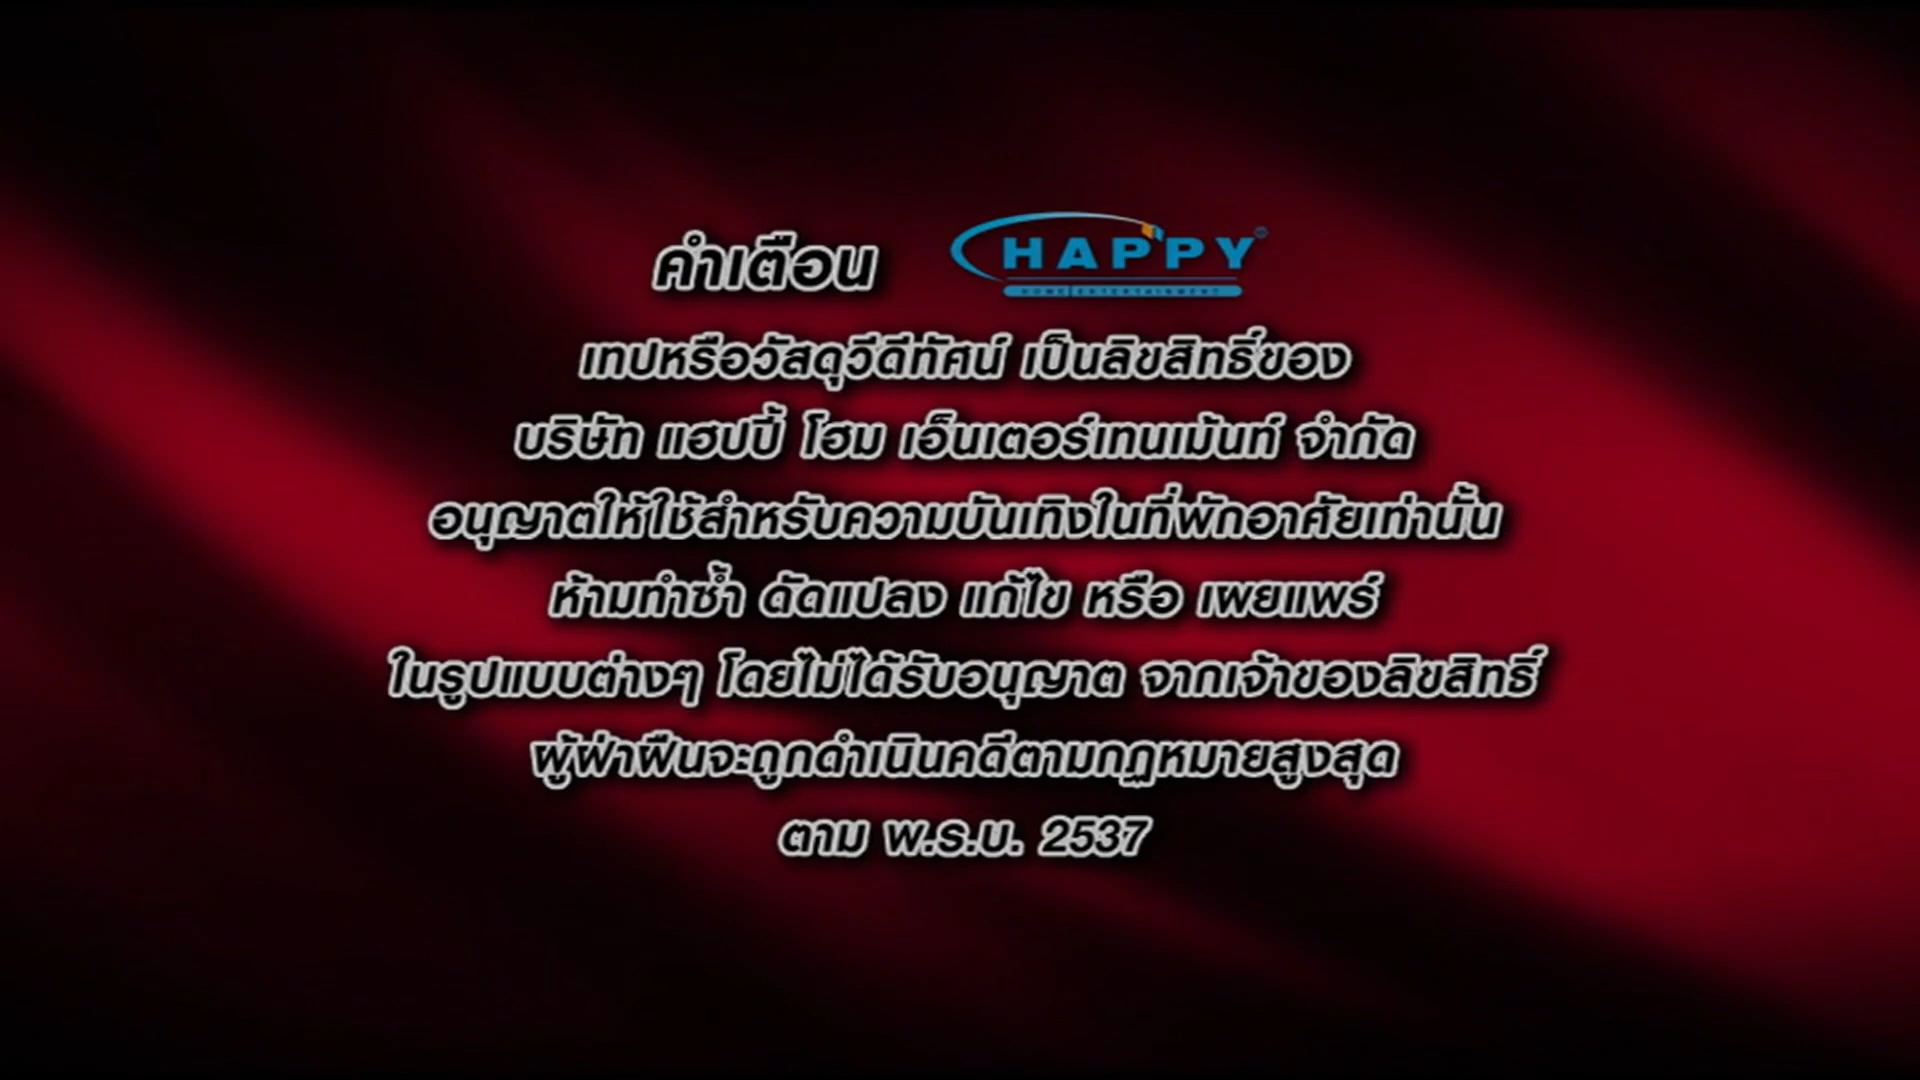 คำเตือน HAPPY
HOME ENTERTAINMENT
เทปหรือวัสดุวีดีทัศน์ เป็นลิขสิทธิ์ของ
บริษัท แฮปปี้ โฮม เอ็นเตอร์เทนเม้นท์ จำกัด
อนุญาตให้ใช้สำหรับความบันเทิงในที่พักอาศัยเท่านั้น
ห้ามทำซ้ำ ดัดแปลง แก้ไข หรือ เผยแพร่
ในรูปแบบต่างๆ โดยไม่ได้รับอนุญาต จากเจ้าของลิขสิทธิ์
ผู้ฝ่าฝืนจะถูกดำเนินคดีตามกฎหมายสูงสุด
ตาม พ.ร.บ. 2537